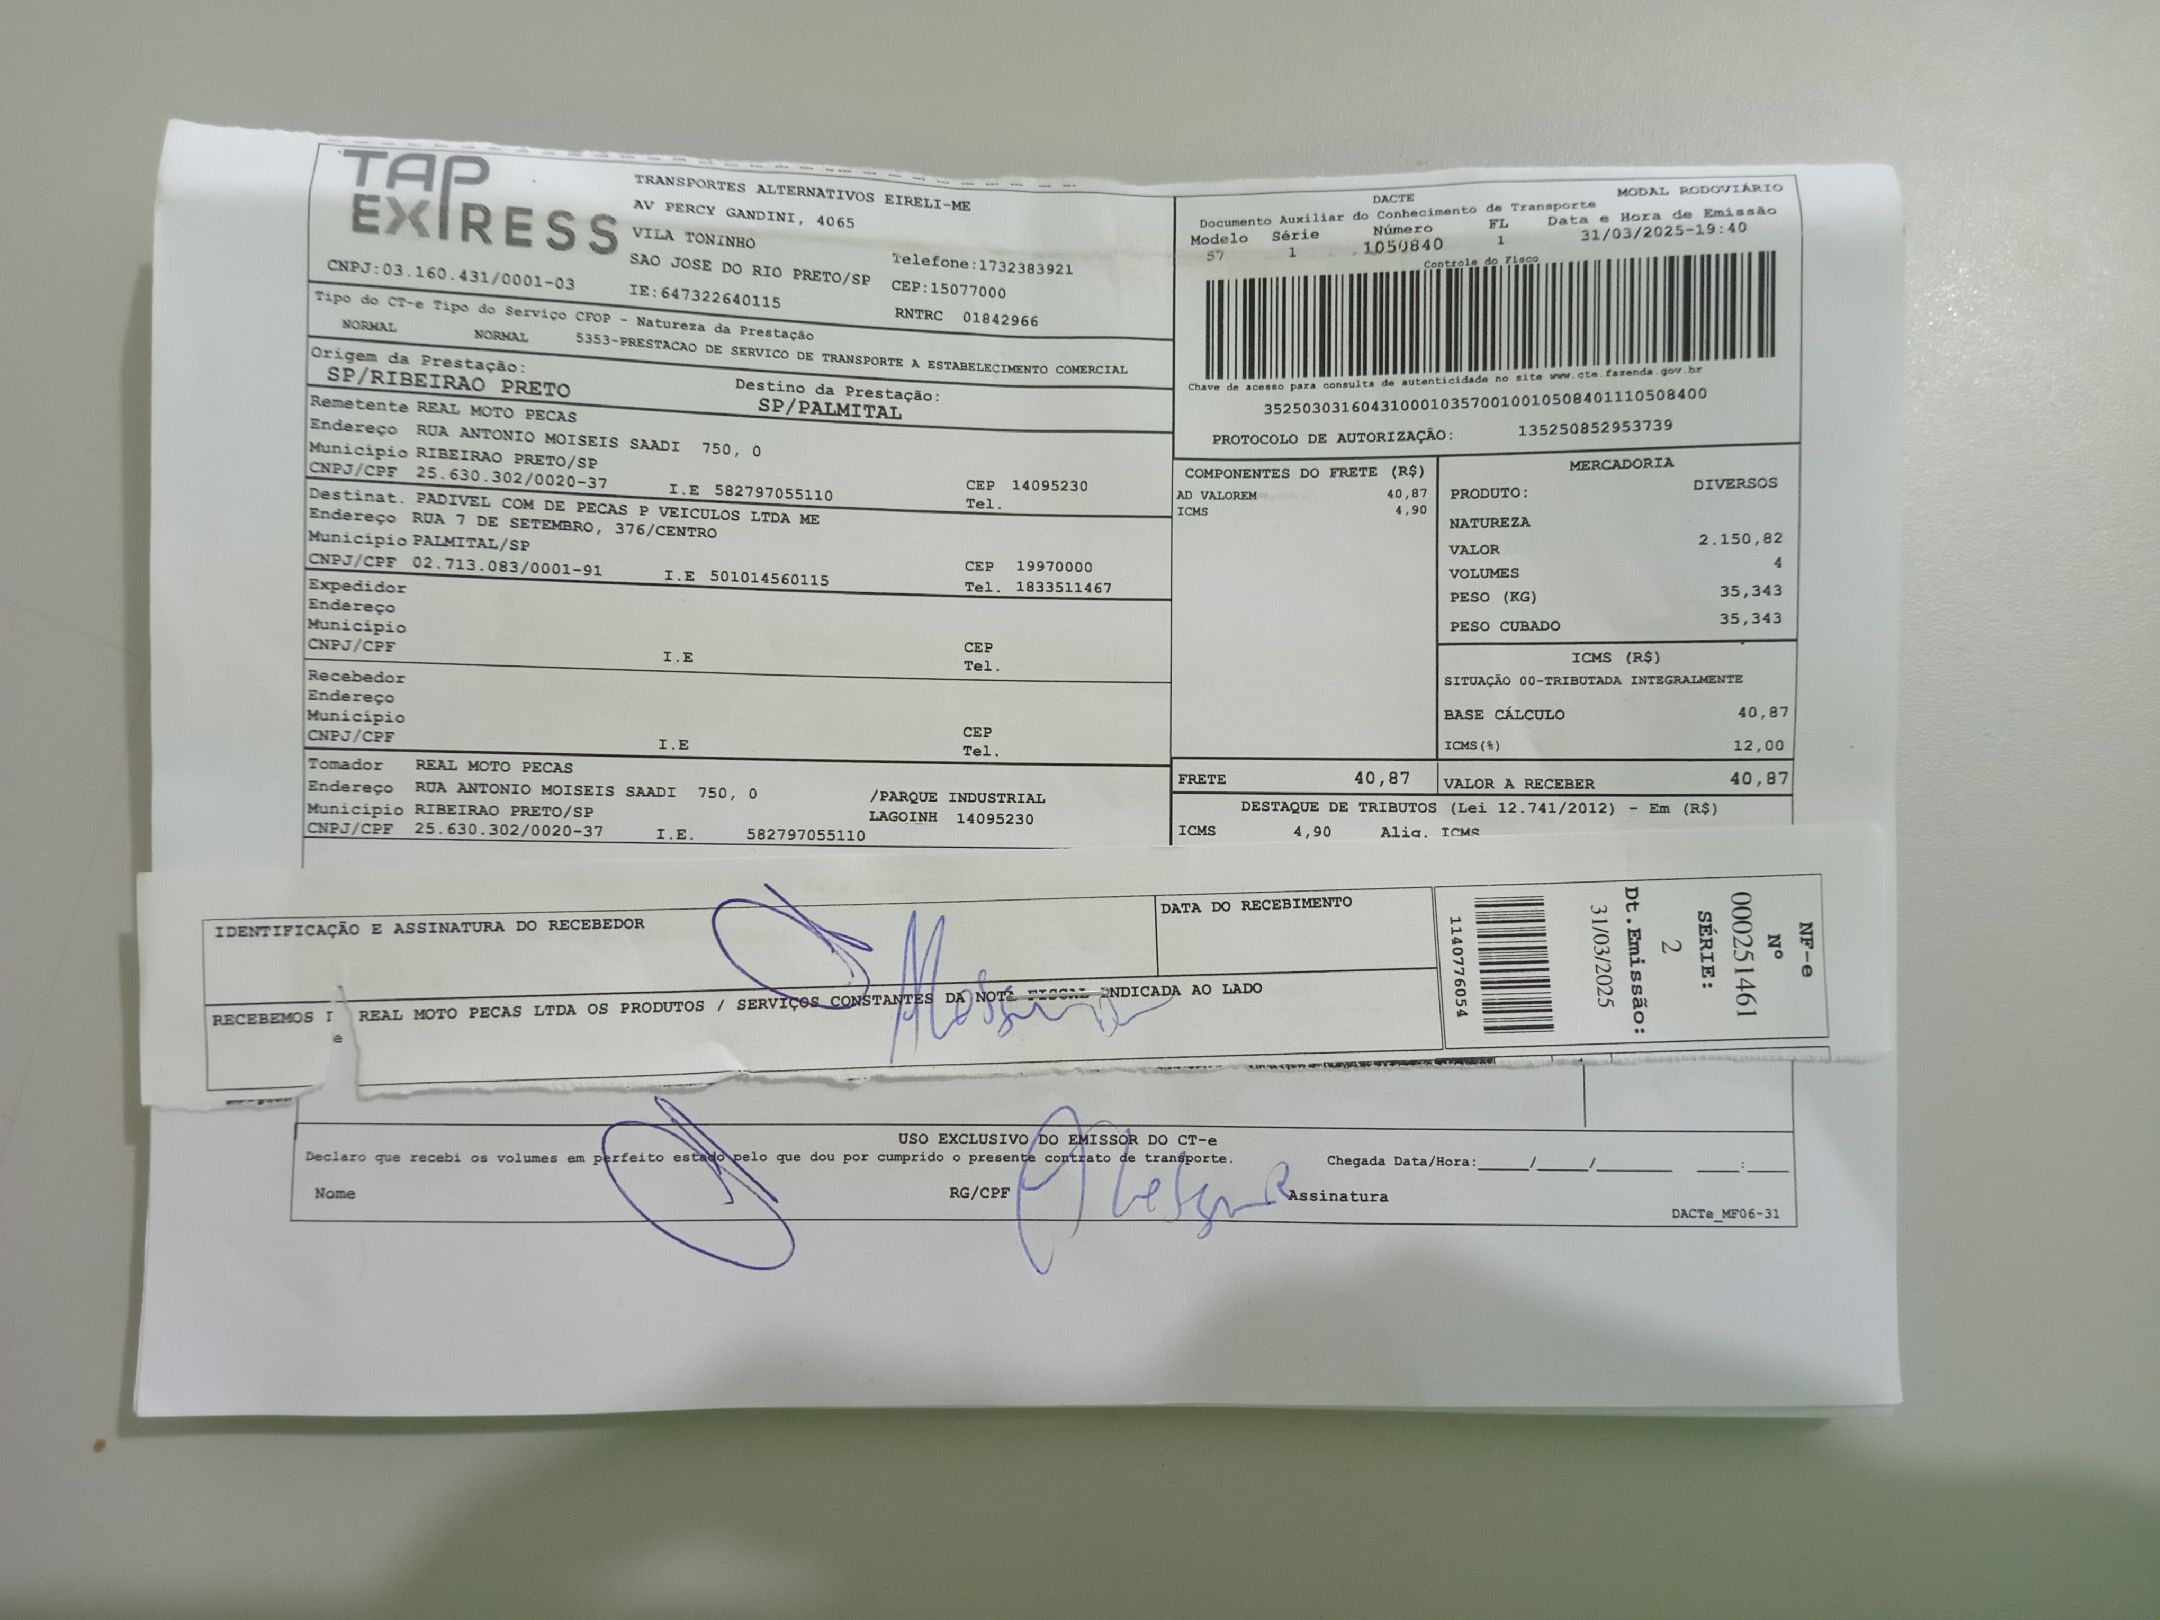 TAP EXPRESS
TRANSPORTES ALTERNATIVOS EIRELI-ME
AV PERCY GANDINI, 4065
VILA TONINHO
SAO JOSE DO RIO PRETO/SP
Telefone:1732383921
CNPJ:03.160.431/0001-03
IE:647322640115
CEP:15077000
RNTRC 01842966
Tipo do CT-e Tipo do Serviço CFOP - Natureza da Prestação
NORMAL NORMAL 5353-PRESTACAO DE SERVICO DE TRANSPORTE A ESTABELECIMENTO COMERCIAL
Origem da Prestação:
SP/RIBEIRAO PRETO
Destino da Prestação:
SP/PALMITAL
Remetente REAL MOTO PECAS
Endereço RUA ANTONIO MOISEIS SAADI 750, 0
Município RIBEIRAO PRETO/SP
CEP 14095230
CNPJ/CPF 25.630.302/0020-37 I.E 582797055110
Tel.
Destinat. PADIVEL COM DE PECAS P VEICULOS LTDA ME
Endereço RUA 7 DE SETEMBRO, 376/CENTRO
Município PALMITAL/SP
CEP 19970000
CNPJ/CPF 02.713.083/0001-91 I.E 501014560115
Tel. 1833511467
Expedidor
Endereço
Município
CEP
CNPJ/CPF I.E
Tel.
Recebedor
Endereço
Município
CEP
CNPJ/CPF I.E
Tel.
Tomador REAL MOTO PECAS
Endereço RUA ANTONIO MOISEIS SAADI 750, 0 /PARQUE INDUSTRIAL
Município RIBEIRAO PRETO/SP LAGOINH 14095230
CNPJ/CPF 25.630.302/0020-37 I.E. 582797055110
DACTE
MODAL RODOVIÁRIO
Documento Auxiliar do Conhecimento de Transporte
Modelo Série Número FL Data e Hora de Emissão
57 1 1050840 1 31/03/2025-19:40
Controle do Fisco
Chave de acesso para consulta de autenticidade no site www.cte.fazenda.gov.br
35250303160431000103570010010508401110508400
PROTOCOLO DE AUTORIZAÇÃO: 135250852953739
COMPONENTES DO FRETE (R$)
AD VALOREM 40,87
ICMS 4,90
MERCADORIA
PRODUTO: DIVERSOS
NATUREZA
VALOR 2.150,82
VOLUMES 4
PESO (KG) 35,343
PESO CUBADO 35,343
ICMS (R$)
SITUAÇÃO 00-TRIBUTADA INTEGRALMENTE
BASE CÁLCULO 40,87
ICMS(%) 12,00
FRETE 40,87
VALOR A RECEBER 40,87
DESTAQUE DE TRIBUTOS (Lei 12.741/2012) - Em (R$)
ICMS 4,90 Aliq. ICMS
IDENTIFICAÇÃO E ASSINATURA DO RECEBEDOR
DATA DO RECEBIMENTO
RECEBEMOS REAL MOTO PECAS LTDA OS PRODUTOS / SERVIÇOS CONSTANTES DA NOTA FISCAL INDICADA AO LADO
e
NF-e
Nº
000251461
SÉRIE:
2
Dt.Emissão:
31/03/2025
1140776054
USO EXCLUSIVO DO EMISSOR DO CT-e
Declaro que recebi os volumes em perfeito estado pelo que dou por cumprido o presente contrato de transporte.
Chegada Data/Hora:_____/_____/_______ ____:____
Nome RG/CPF Assinatura
DACTe_MF06-31